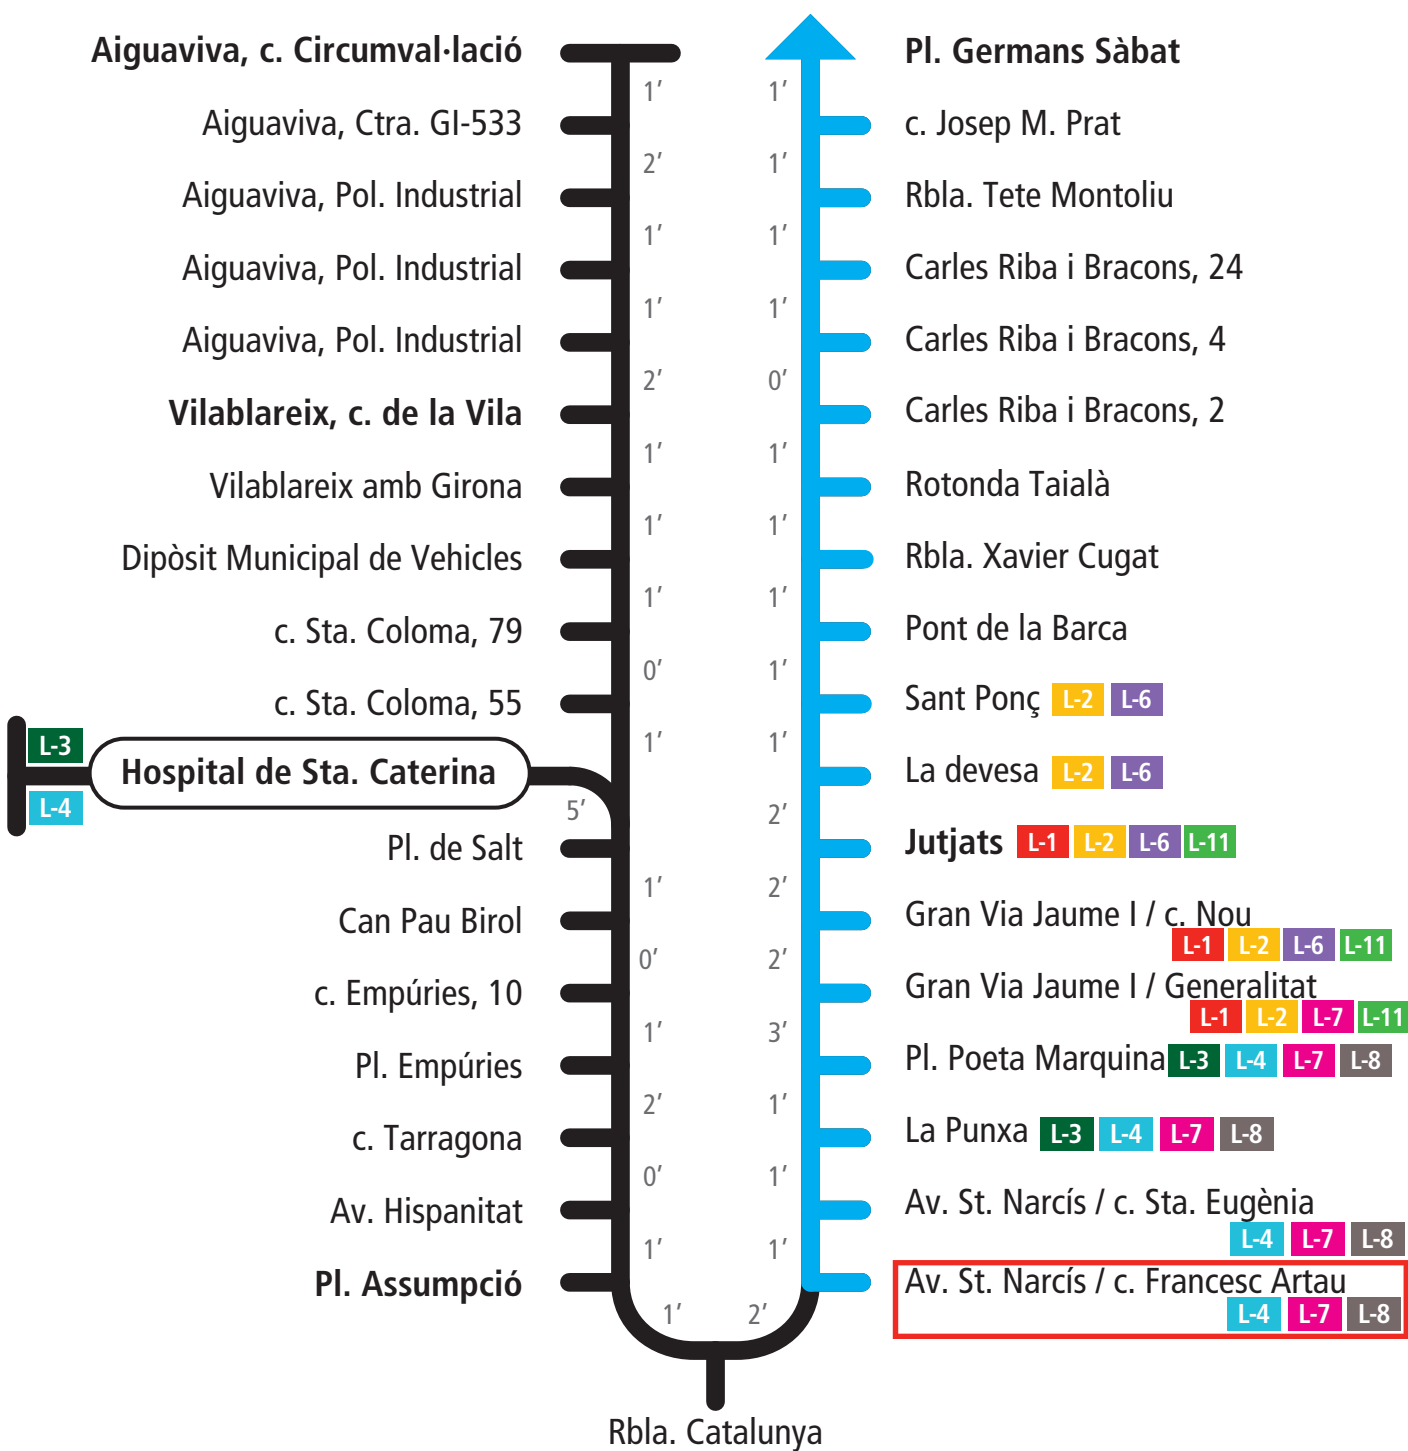 Aiguaviva, c. Circumval·lació
1’
Aiguaviva, Ctra. GI-533
2’
Aiguaviva, Pol. Industrial
1’
Aiguaviva, Pol. Industrial
1’
Aiguaviva, Pol. Industrial
2’
Vilablareix, c. de la Vila
1’
Vilablareix amb Girona
1’
Dipòsit Municipal de Vehicles
1’
c. Sta. Coloma, 79
0’
c. Sta. Coloma, 55
1’
L-3
Hospital de Sta. Caterina
L-4
5’
Pl. de Salt
1’
Can Pau Birol
0’
c. Empúries, 10
1’
Pl. Empúries
2’
c. Tarragona
0’
Av. Hispanitat
1’
Pl. Assumpció
1’
Rbla. Catalunya
2’
Pl. Germans Sàbat
1’
c. Josep M. Prat
1’
Rbla. Tete Montoliu
1’
Carles Riba i Bracons, 24
1’
Carles Riba i Bracons, 4
0’
Carles Riba i Bracons, 2
1’
Rotonda Taialà
1’
Rbla. Xavier Cugat
1’
Pont de la Barca
1’
Sant Ponç L-2 L-6
1’
La devesa L-2 L-6
2’
Jutjats L-1 L-2 L-6 L-11
2’
Gran Via Jaume I / c. Nou
L-1 L-2 L-6 L-11
2’
Gran Via Jaume I / Generalitat
L-1 L-2 L-7 L-11
3’
Pl. Poeta Marquina L-3 L-4 L-7 L-8
1’
La Punxa L-3 L-4 L-7 L-8
1’
Av. St. Narcís / c. Sta. Eugènia
L-4 L-7 L-8
1’
Av. St. Narcís / c. Francesc Artau
L-4 L-7 L-8